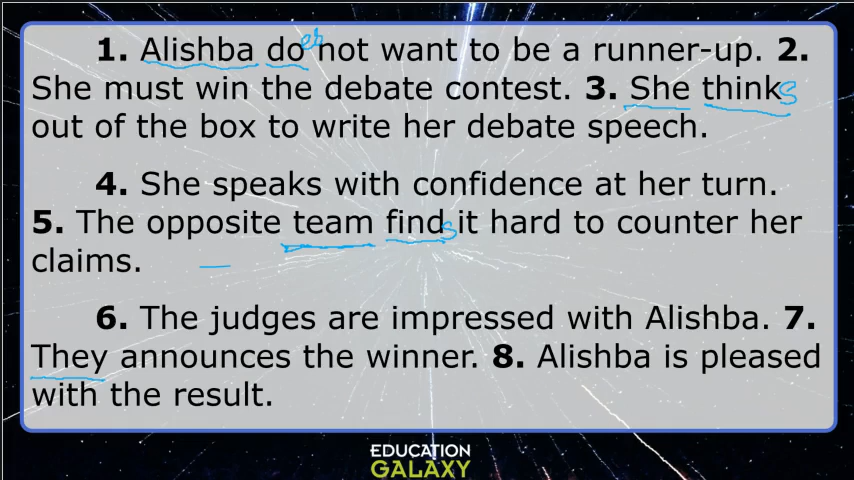 1. Alishba do es not want to be a runner-up. 2.
She must win the debate contest. 3. She thinks
out of the box to write her debate speech.
4. She speaks with confidence at her turn.
5. The opposite team finds it hard to counter her
claims.
6. The judges are impressed with Alishba. 7.
They announces the winner. 8. Alishba is pleased
with the result.
EDUCATION
GALAXY